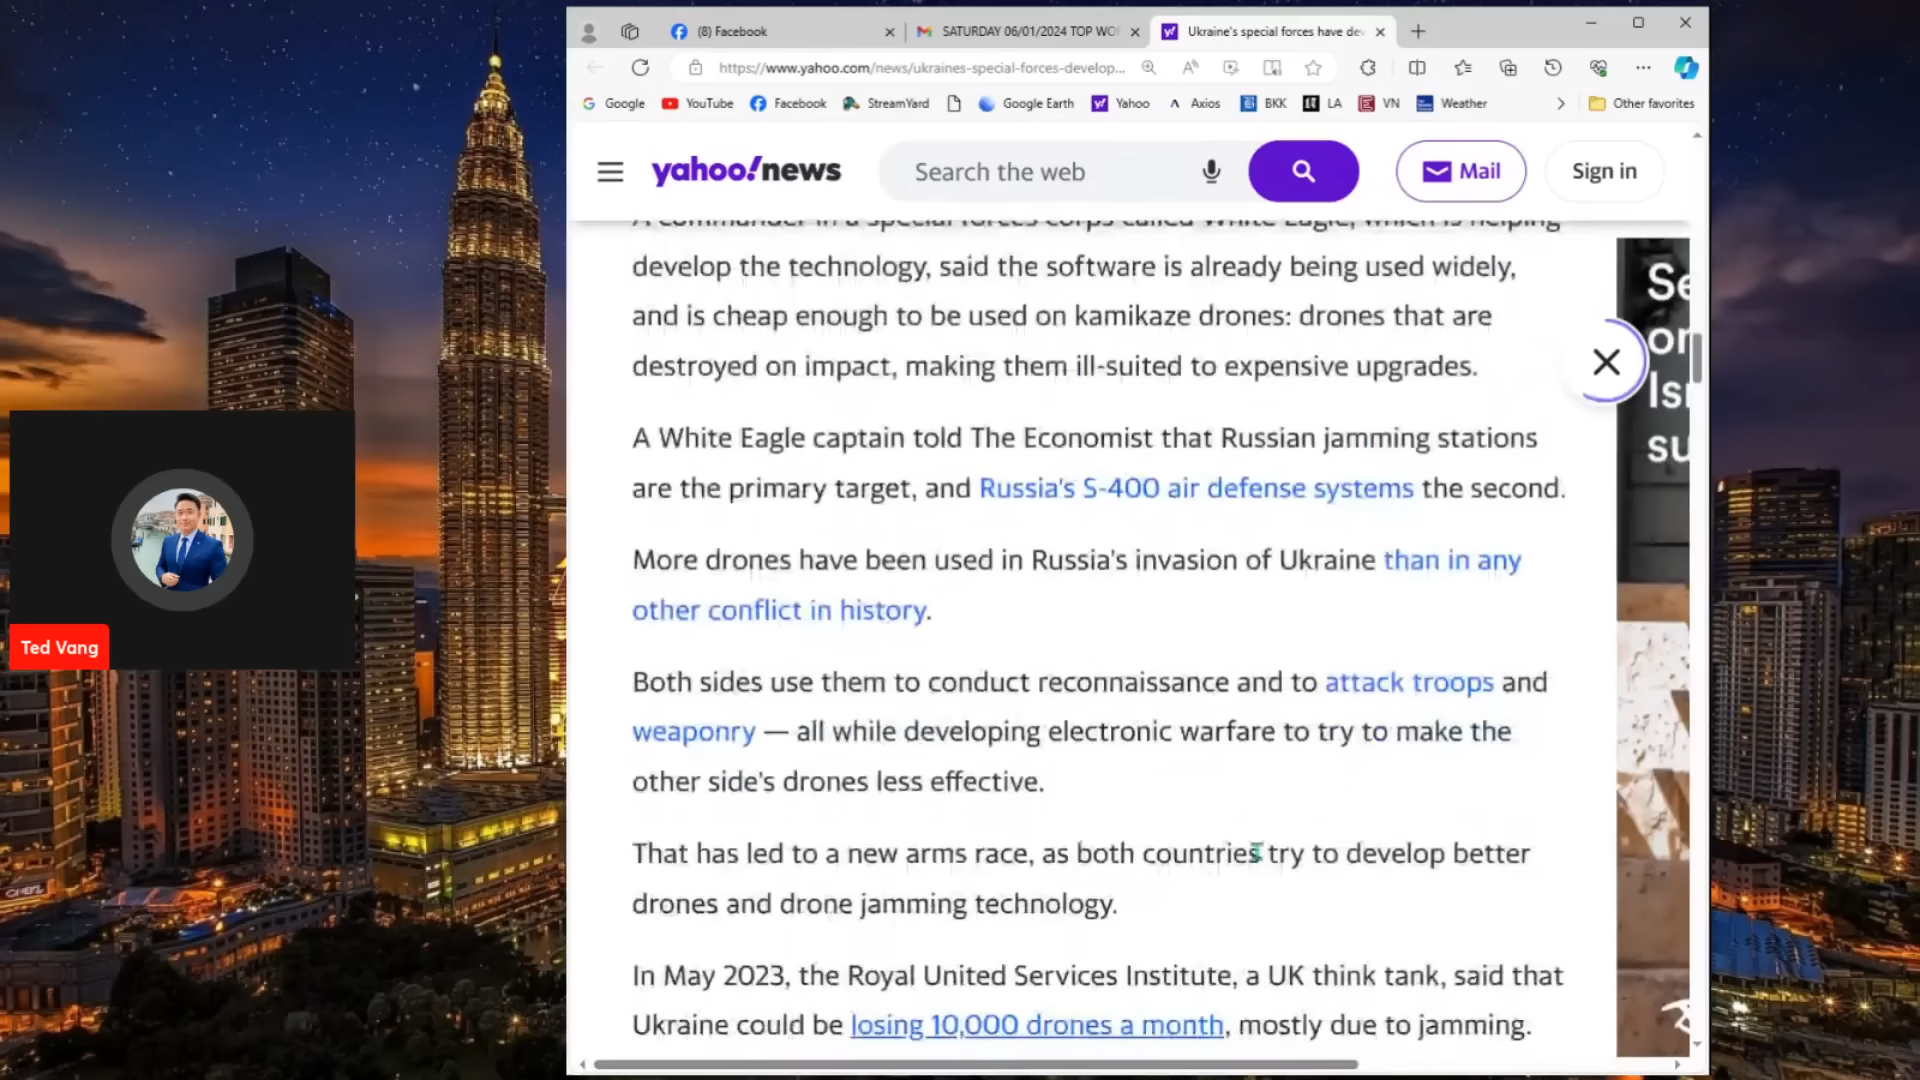 (8) Facebook
SATURDAY 06/01/2024 TOP WO
Ukraine's special forces have de
https://www.yahoo.com/news/ukraines-special-forces-develop...
Google YouTube Facebook StreamYard Google Earth Yahoo Axios BKK LA VN Weather Other favorites
yahoo!news
Search the web
Mail
Sign in
A commander in a special forces corps called White Eagle, which is helping
develop the technology, said the software is already being used widely,
and is cheap enough to be used on kamikaze drones: drones that are
destroyed on impact, making them ill-suited to expensive upgrades.
A White Eagle captain told The Economist that Russian jamming stations
are the primary target, and Russia's S-400 air defense systems the second.
More drones have been used in Russia's invasion of Ukraine than in any
other conflict in history.
Both sides use them to conduct reconnaissance and to attack troops and
weaponry — all while developing electronic warfare to try to make the
other side's drones less effective.
That has led to a new arms race, as both countries try to develop better
drones and drone jamming technology.
In May 2023, the Royal United Services Institute, a UK think tank, said that
Ukraine could be losing 10,000 drones a month, mostly due to jamming.
Se
or
Isr
su
Ted Vang